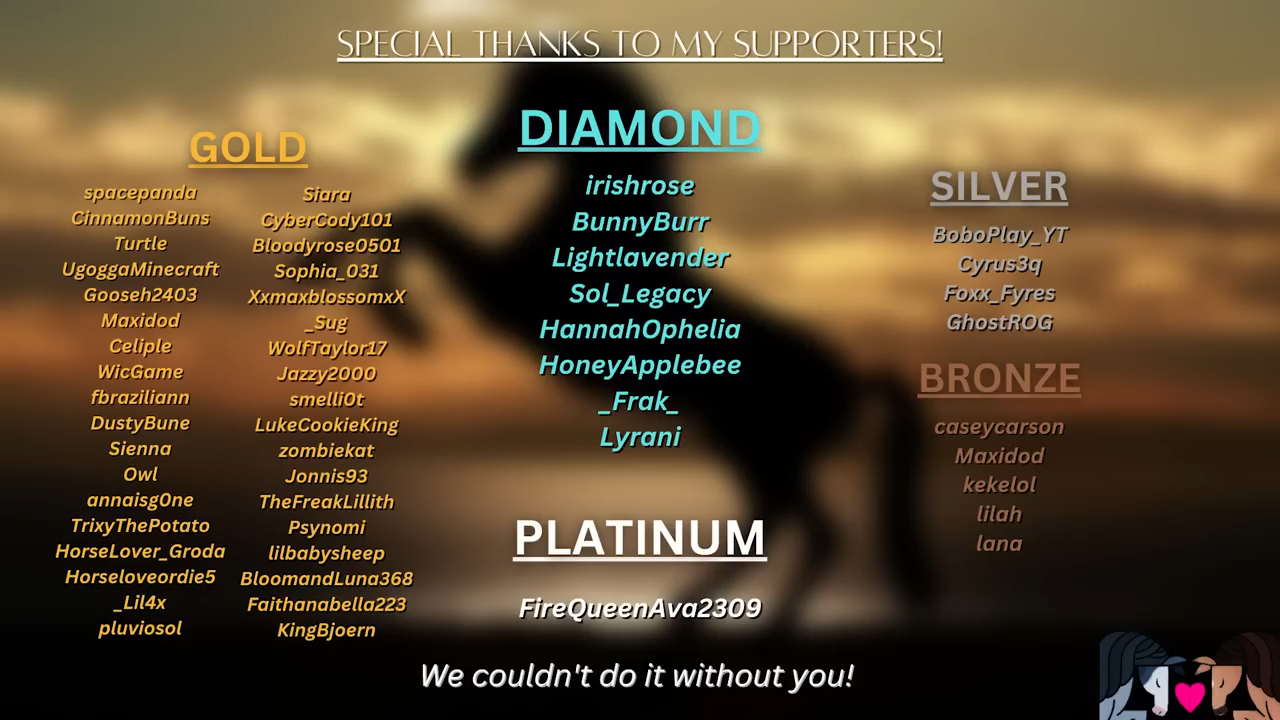 SPECIAL THANKS TO MY SUPPORTERS!
GOLD
spacepanda
CinnamonBuns
Turtle
UgoggaMinecraft
Gooseh2403
Maxidod
Celiple
WicGame
fbraziliann
DustyBune
Sienna
Owl
annaisg0ne
TrixyThePotato
HorseLover_Groda
Horseloveordie5
_Lil4x
pluviosol
Siara
CyberCody101
Bloodyrose0501
Sophia_031
XxmaxblossomxX
_Sug
WolfTaylor17
Jazzy2000
smelli0t
LukeCookieKing
zombiekat
Jonnis93
TheFreakLillith
Psynomi
lilbabysheep
BloomandLuna368
Faithanabella223
KingBjoern
DIAMOND
irishrose
BunnyBurr
Lightlavender
Sol_Legacy
HannahOphelia
HoneyApplebee
_Frak_
Lyrani
PLATINUM
FireQueenAva2309
SILVER
BoboPlay_YT
Cyrus3q
Foxx_Fyres
GhostROG
BRONZE
caseycarson
Maxidod
kekelol
lilah
lana
We couldn't do it without you!